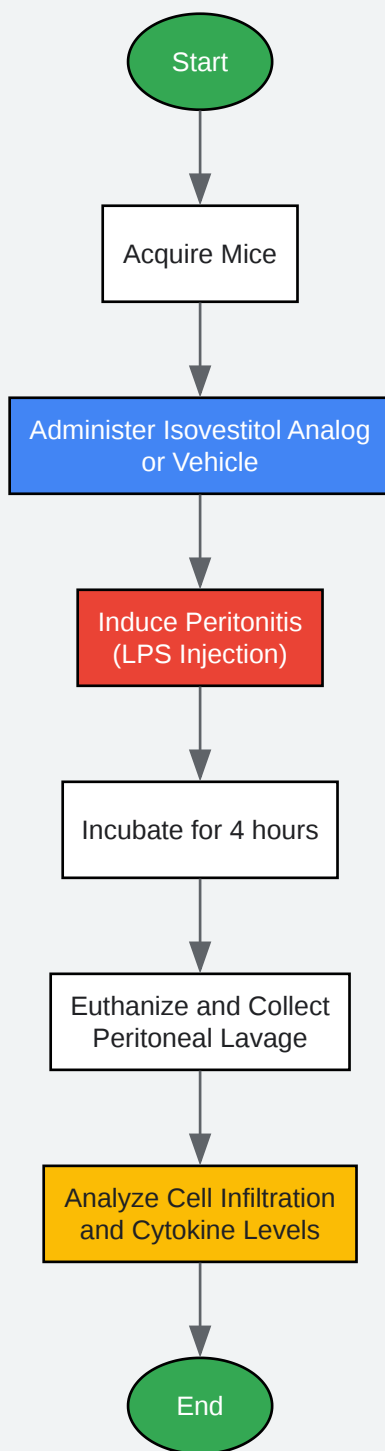 Start
Acquire Mice
Administer Isovestitol Analog
or Vehicle
Induce Peritonitis
(LPS Injection)
Incubate for 4 hours
Euthanize and Collect
Peritoneal Lavage
Analyze Cell Infiltration
and Cytokine Levels
End